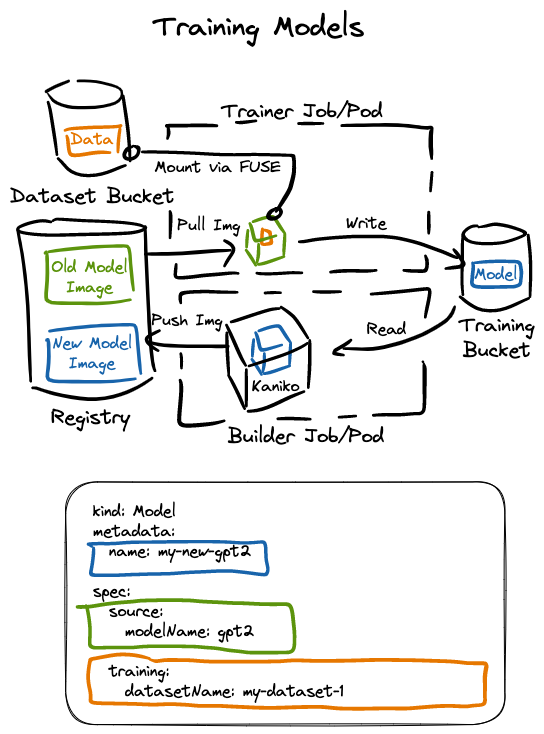 Training Models
Trainer Job/Pod
Data
Mount via FUSE
Dataset Bucket
Pull Img
Write
Old Model
Image
Model
Push Img
Read
Training
Bucket
New Model
Image
Kaniko
Registry
Builder Job/Pod
kind: Model
metadata:
name: my-new-gpt2
spec:
source:
modelName: gpt2
training:
datasetName: my-dataset-1